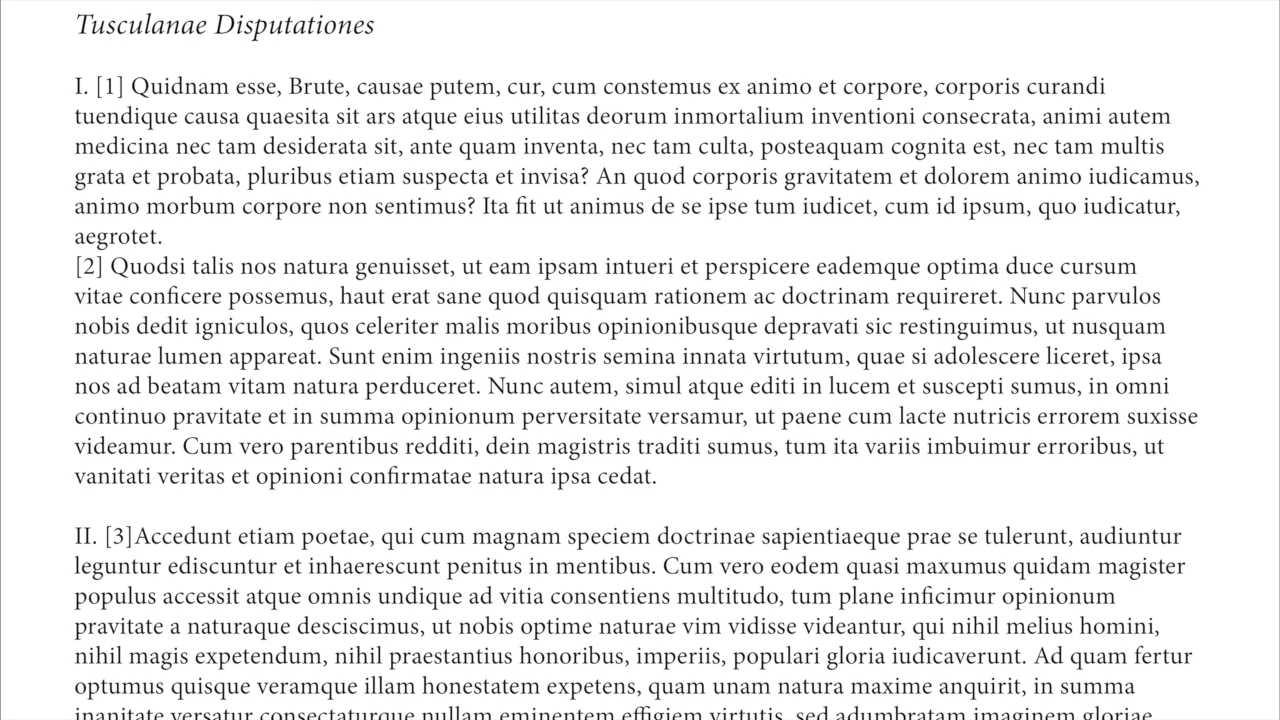 Tusculanae Disputationes
I. [1] Quidnam esse, Brute, causae putem, cur, cum constemus ex animo et corpore, corporis curandi
tuendique causa quaesita sit ars atque eius utilitas deorum inmortalium inventioni consecrata, animi autem
medicina nec tam desiderata sit, ante quam inventa, nec tam culta, posteaquam cognita est, nec tam multis
grata et probata, pluribus etiam suspecta et invisa? An quod corporis gravitatem et dolorem animo iudicamus,
animo morbum corpore non sentimus? Ita fit ut animus de se ipse tum iudicet, cum id ipsum, quo iudicatur,
aegrotet.
[2] Quodsi talis nos natura genuisset, ut eam ipsam intueri et perspicere eademque optima duce cursum
vitae conficere possemus, haut erat sane quod quisquam rationem ac doctrinam requireret. Nunc parvulos
nobis dedit igniculos, quos celeriter malis moribus opinionibusque depravati sic restinguimus, ut nusquam
naturae lumen appareat. Sunt enim ingeniis nostris semina innata virtutum, quae si adolescere liceret, ipsa
nos ad beatam vitam natura perduceret. Nunc autem, simul atque editi in lucem et suscepti sumus, in omni
continuo pravitate et in summa opinionum perversitate versamur, ut paene cum lacte nutricis errorem suxisse
videamur. Cum vero parentibus redditi, dein magistris traditi sumus, tum ita variis imbuimur erroribus, ut
vanitati veritas et opinioni confirmatae natura ipsa cedat.
II. [3]Accedunt etiam poetae, qui cum magnam speciem doctrinae sapientiaeque prae se tulerunt, audiuntur
leguntur ediscuntur et inhaerescunt penitus in mentibus. Cum vero eodem quasi maxumus quidam magister
populus accessit atque omnis undique ad vitia consentiens multitudo, tum plane inficimur opinionum
pravitate a naturaque desciscimus, ut nobis optime naturae vim vidisse videantur, qui nihil melius homini,
nihil magis expetendum, nihil praestantius honoribus, imperiis, populari gloria iudicaverunt. Ad quam fertur
optumus quisque veramque illam honestatem expetens, quam unam natura maxime anquirit, in summa
inanitate versatur consectaturque nullam eminentem effigiem virtutis, sed adumbratam imaginem gloriae.